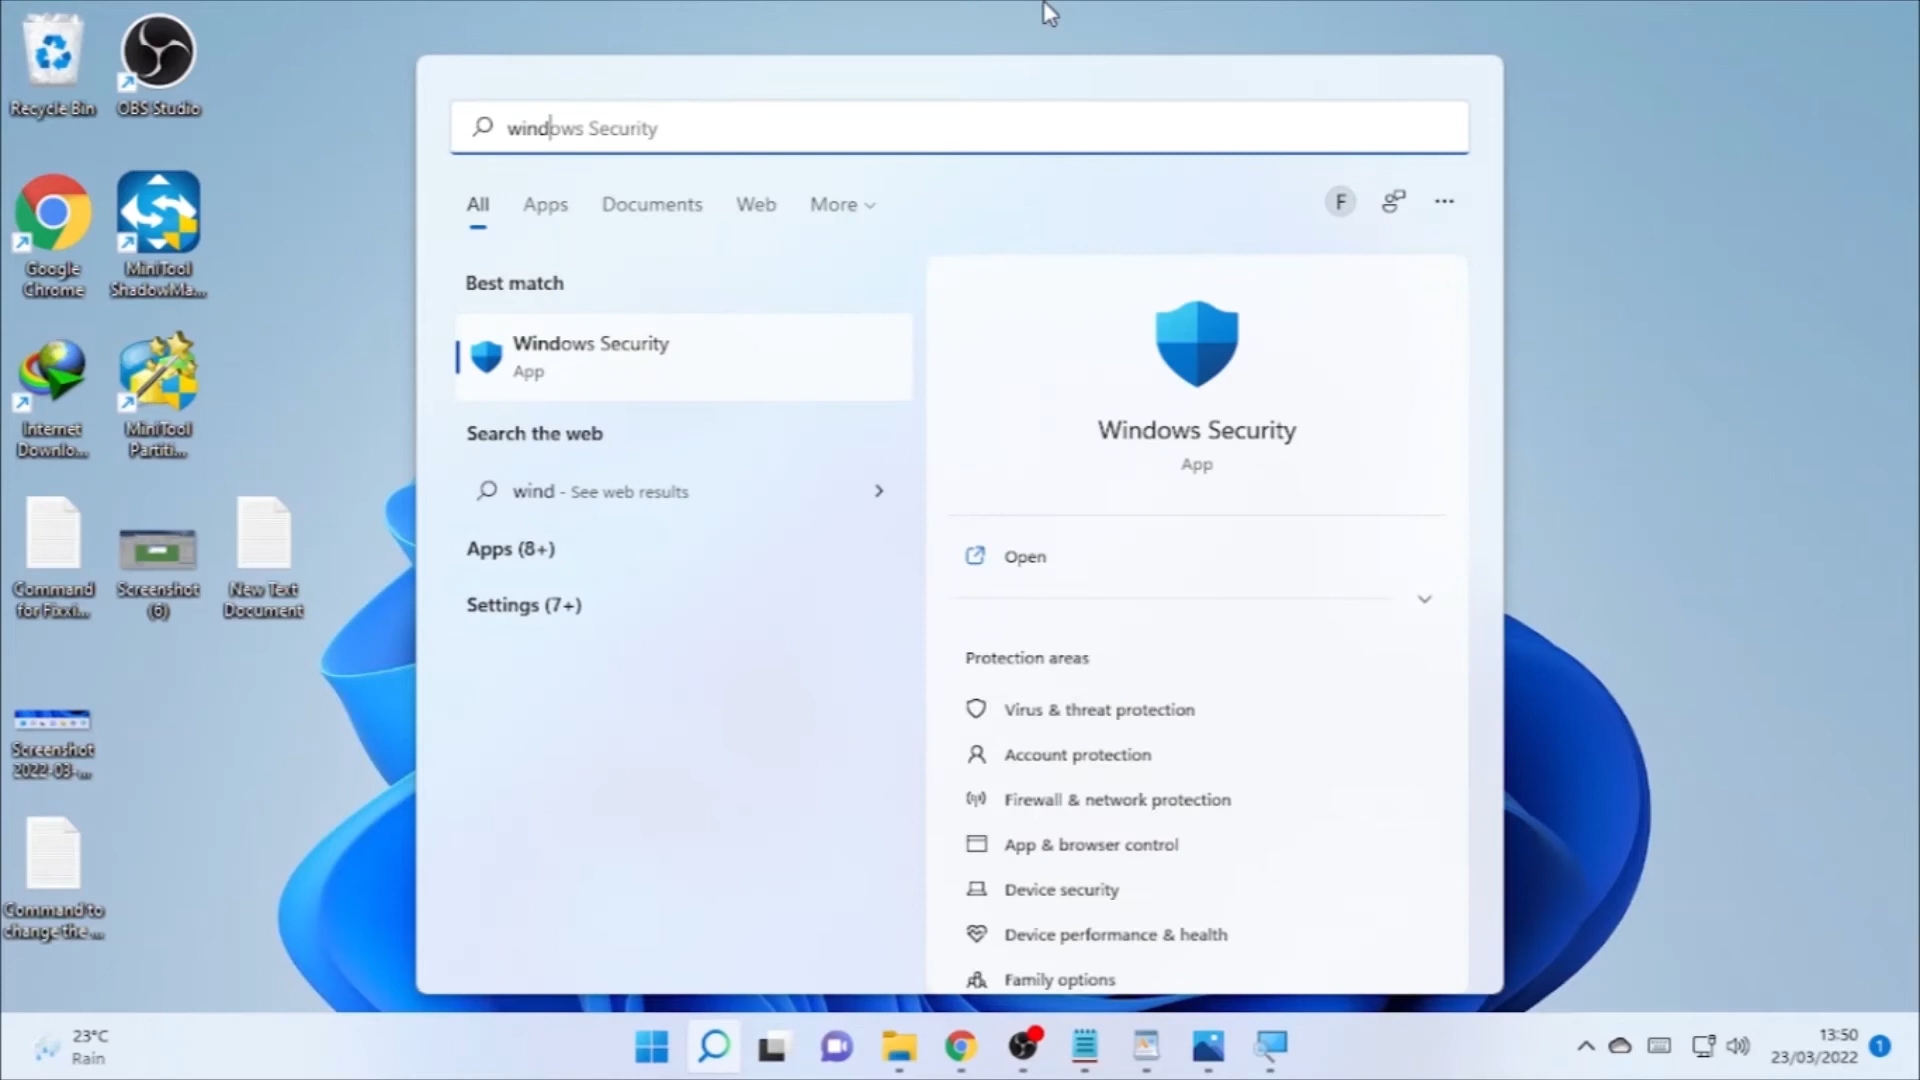 Recycle Bin
OBS Studio
Google
Chrome
MiniTool
ShadowMa...
Internet
Downlo...
MiniTool
Partiti...
Command
for Fixxi...
Screenshot
(6)
New Text
Document
Screenshot
2022-03-...
Command to
change the ...
windows Security
All
Apps
Documents
Web
More
F
Best match
Windows Security
App
Search the web
wind - See web results
Apps (8+)
Settings (7+)
Windows Security
App
Open
Protection areas
Virus & threat protection
Account protection
Firewall & network protection
App & browser control
Device security
Device performance & health
Family options
23°C
Rain
13:50
23/03/2022
1